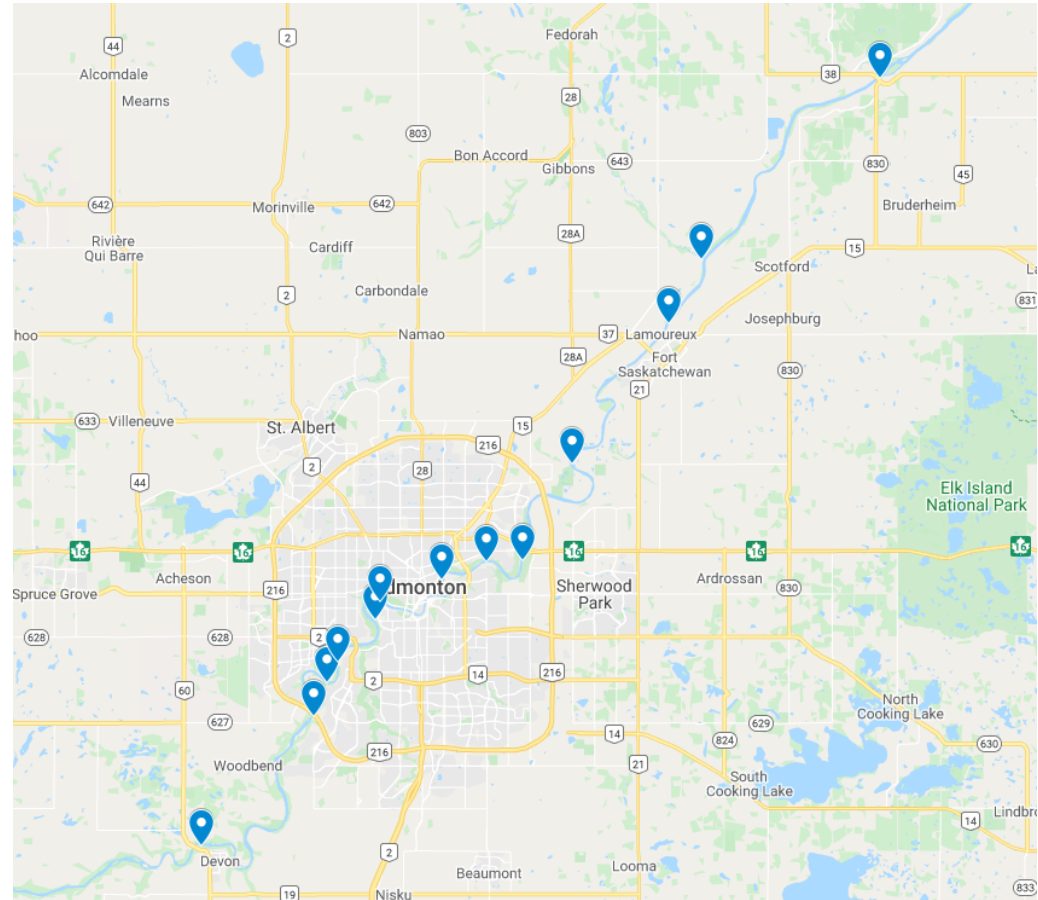 Fedorah
44
2
38
Alcomdale
Mearns
28
803
Bon Accord
643
Gibbons
830
45
642
Morinville
642
Bruderheim
28A
Rivière
Qui Barre
Cardiff
15
Scotford
La
2
Carbondale
831
hoo
Namao
37
Lamoureux
Josephburg
28A
Fort
Saskatchewan
830
21
633
Villeneuve
St. Albert
15
216
2
28
44
Elk Island
National Park
16
16
16
16
16
Acheson
Ardrossan
Spruce Grove
216
dmonton
Sherwood
Park
830
628
628
2
14
216
2
60
627
North
Cooking Lake
629
14
824
630
216
Woodbend
21
South
Cooking Lake
14
Lindbro
2
Devon
Beaumont
Looma
19
Nisku
833